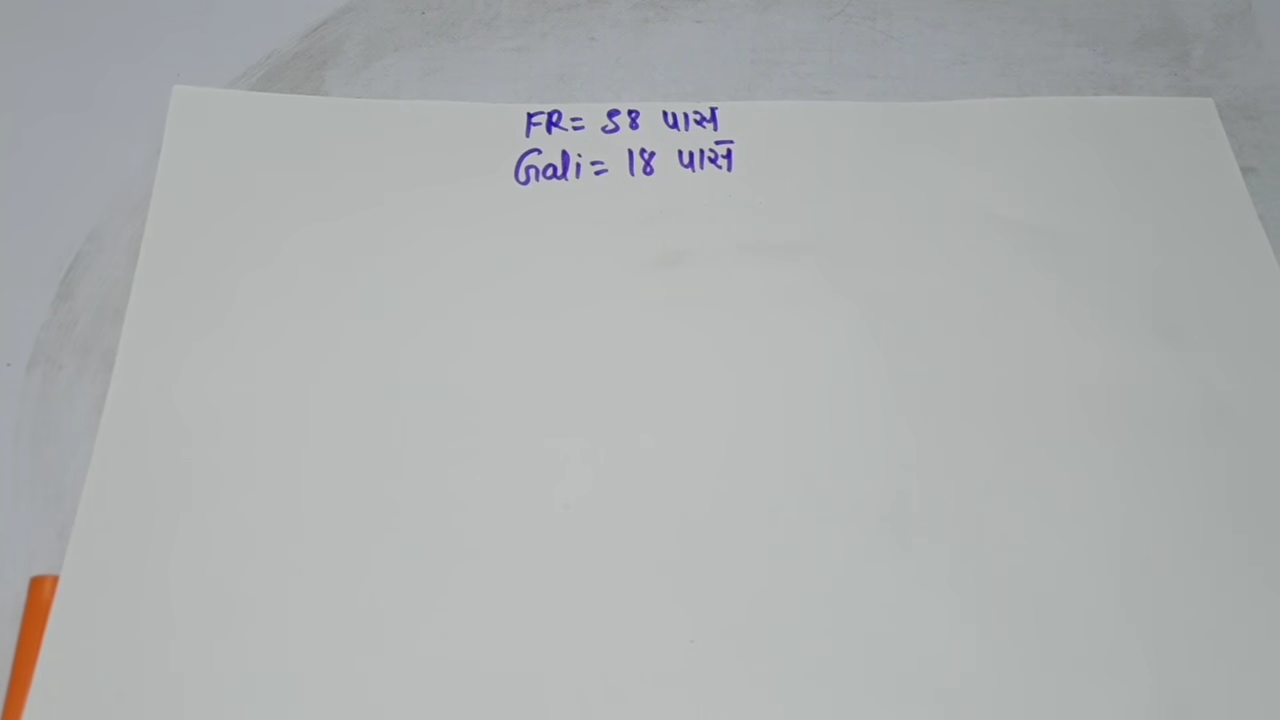 FR = 58 पास
Gali = 18 पास